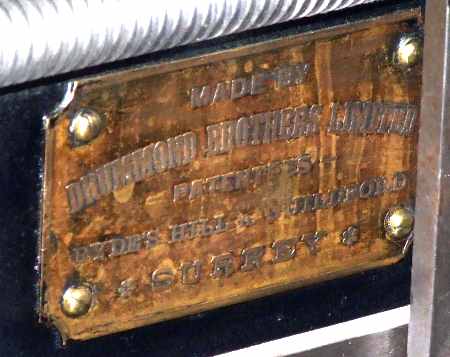 MADE BY
DRUMMOND BROTHERS LIMITED
PATENTEES
RYDE'S HILL GUILDFORD
* SURREY *